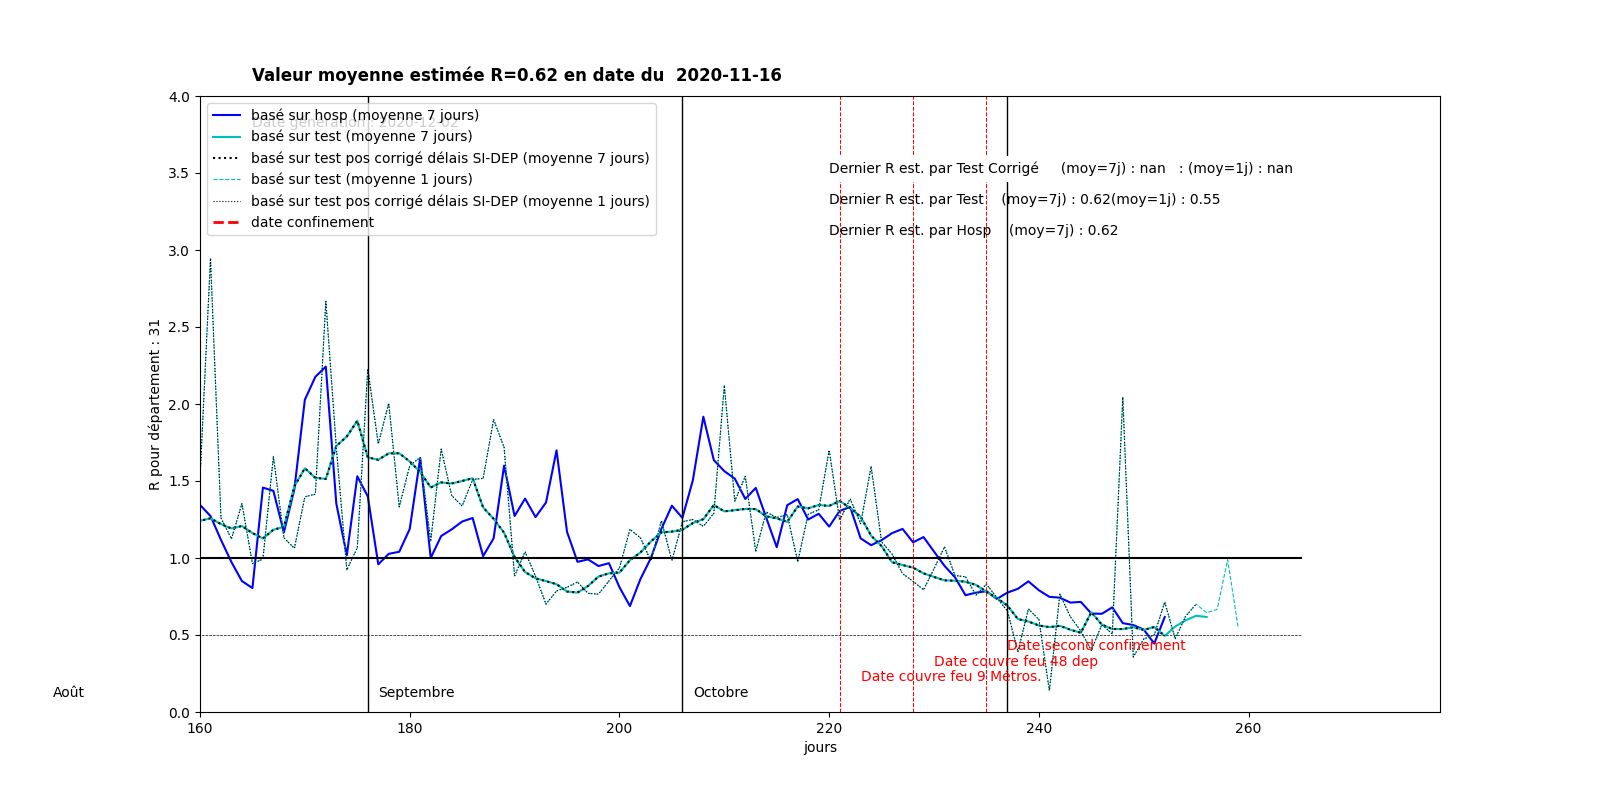 Valeur moyenne estimée R=0.62 en date du  2020-11-16
4.0
3.5
3.0
2.5
2.0
1.5
1.0
0.5
0.0
R pour département : 31
Date génération : 2020-12-02
basé sur hosp (moyenne 7 jours)
basé sur test (moyenne 7 jours)
basé sur test pos corrigé délais SI-DEP (moyenne 7 jours)
basé sur test (moyenne 1 jours)
basé sur test pos corrigé délais SI-DEP (moyenne 1 jours)
date confinement
Dernier R est. par Test Corrigé     (moy=7j) : nan   : (moy=1j) : nan
Dernier R est. par Test    (moy=7j) : 0.62(moy=1j) : 0.55
Dernier R est. par Hosp    (moy=7j) : 0.62
Date second confinement
Date couvre feu 48 dep
Date couvre feu 9 Métros.
Août
Septembre
Octobre
160
180
200
220
240
260
jours